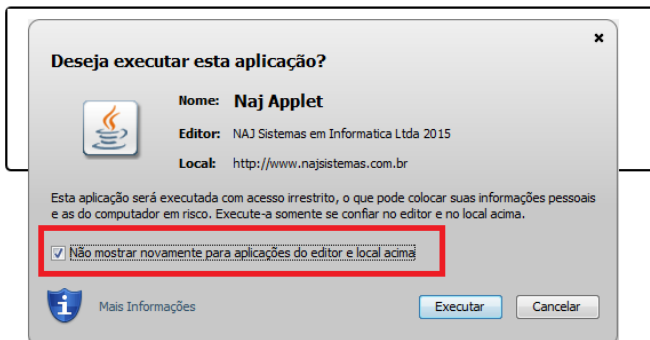 Deseja executar esta aplicação?
Nome: Naj Applet
Editor: NAJ Sistemas em Informatica Ltda 2015
Local: http://www.najsistemas.com.br
Esta aplicação será executada com acesso irrestrito, o que pode colocar suas informações pessoais
e as do computador em risco. Execute-a somente se confiar no editor e no local acima.
Não mostrar novamente para aplicações do editor e local acima
Mais Informações
Executar Cancelar